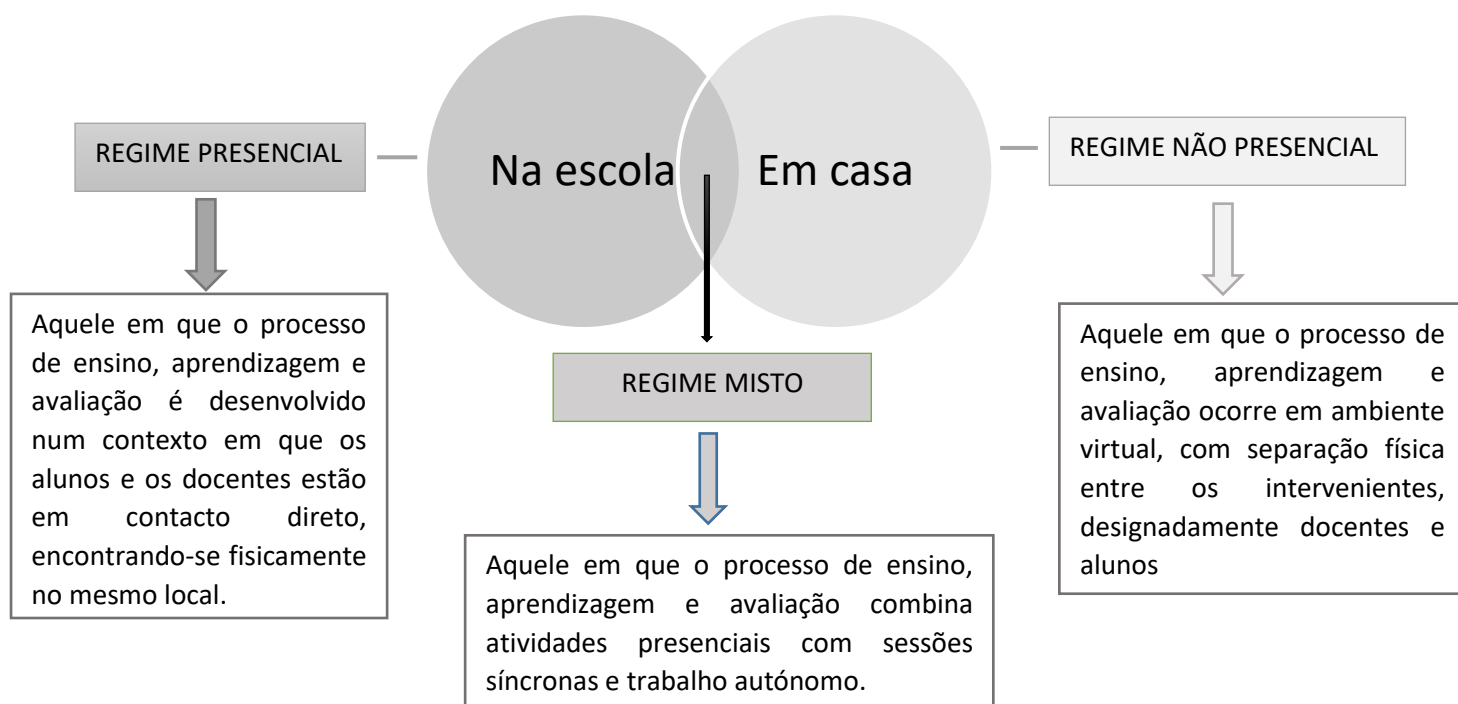 Na escola
Em casa
REGIME PRESENCIAL
Aquele em que o processo
de ensino, aprendizagem e
avaliação é desenvolvido
num contexto em que os
alunos e os docentes estão
em contacto direto,
encontrando-se fisicamente
no mesmo local.
REGIME MISTO
Aquele em que o processo de ensino,
aprendizagem e avaliação combina
atividades presenciais com sessões
síncronas e trabalho autónomo.
REGIME NÃO PRESENCIAL
Aquele em que o processo de
ensino, aprendizagem e
avaliação ocorre em ambiente
virtual, com separação física
entre os intervenientes,
designadamente docentes e
alunos